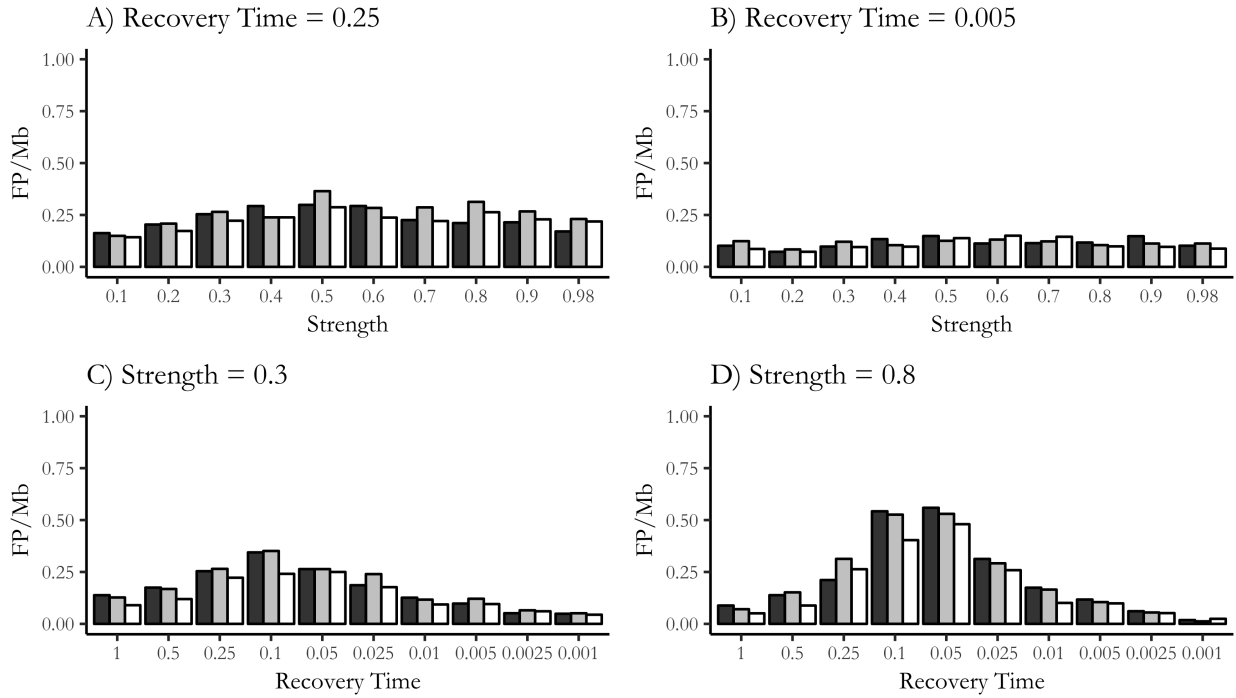 A) Recovery Time = 0.25
1.00
0.75
0.50
0.25
0.00
FP/Mb
0.1 0.2 0.3 0.4 0.5 0.6 0.7 0.8 0.9 0.98
Strength
B) Recovery Time = 0.005
1.00
0.75
0.50
0.25
0.00
FP/Mb
0.1 0.2 0.3 0.4 0.5 0.6 0.7 0.8 0.9 0.98
Strength
C) Strength = 0.3
1.00
0.75
0.50
0.25
0.00
FP/Mb
1 0.5 0.25 0.1 0.05 0.025 0.01 0.005 0.0025 0.001
Recovery Time
D) Strength = 0.8
1.00
0.75
0.50
0.25
0.00
FP/Mb
1 0.5 0.25 0.1 0.05 0.025 0.01 0.005 0.0025 0.001
Recovery Time